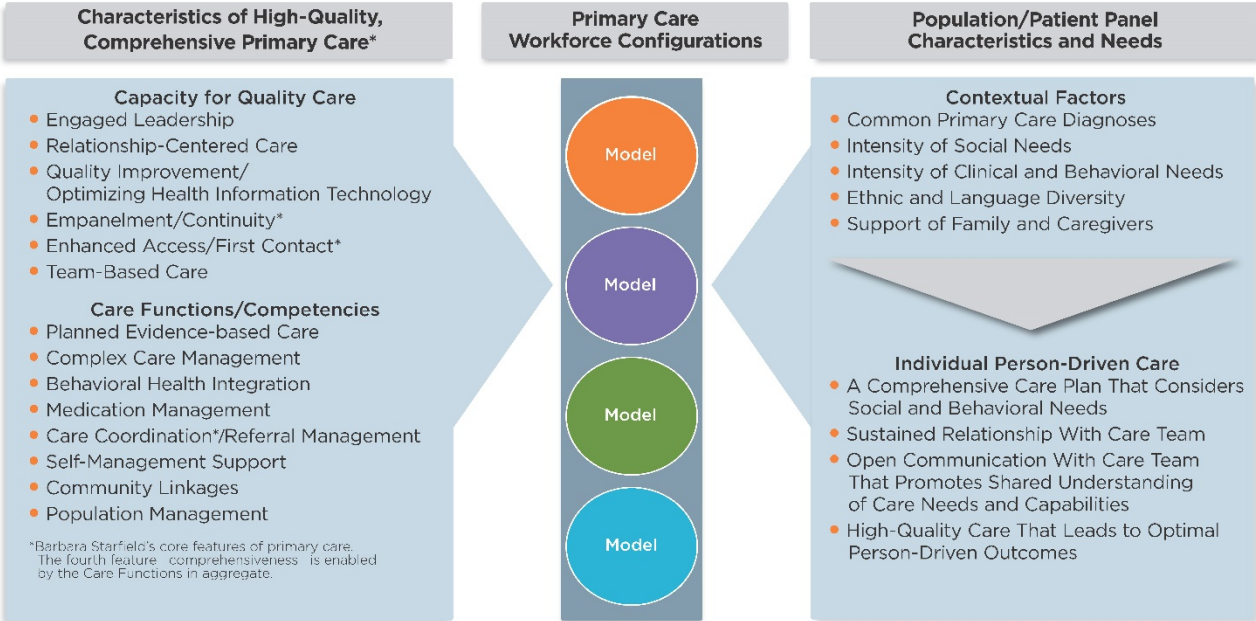 Characteristics of High-Quality,
Comprehensive Primary Care*
Capacity for Quality Care
Engaged Leadership
Relationship-Centered Care
Quality Improvement/
Optimizing Health Information Technology
Empanelment/Continuity*
Enhanced Access/First Contact*
Team-Based Care
Care Functions/Competencies
Planned Evidence-based Care
Complex Care Management
Behavioral Health Integration
Medication Management
Care Coordination*/Referral Management
Self-Management Support
Community Linkages
Population Management
*Barbara Starfield's core features of primary care.
The fourth feature comprehensiveness is enabled
by the Care Functions in aggregate.
Primary Care
Workforce Configurations
Model
Model
Model
Model
Population/Patient Panel
Characteristics and Needs
Contextual Factors
Common Primary Care Diagnoses
Intensity of Social Needs
Intensity of Clinical and Behavioral Needs
Ethnic and Language Diversity
Support of Family and Caregivers
Individual Person-Driven Care
A Comprehensive Care Plan That Considers
Social and Behavioral Needs
Sustained Relationship With Care Team
Open Communication With Care Team
That Promotes Shared Understanding
of Care Needs and Capabilities
High-Quality Care That Leads to Optimal
Person-Driven Outcomes